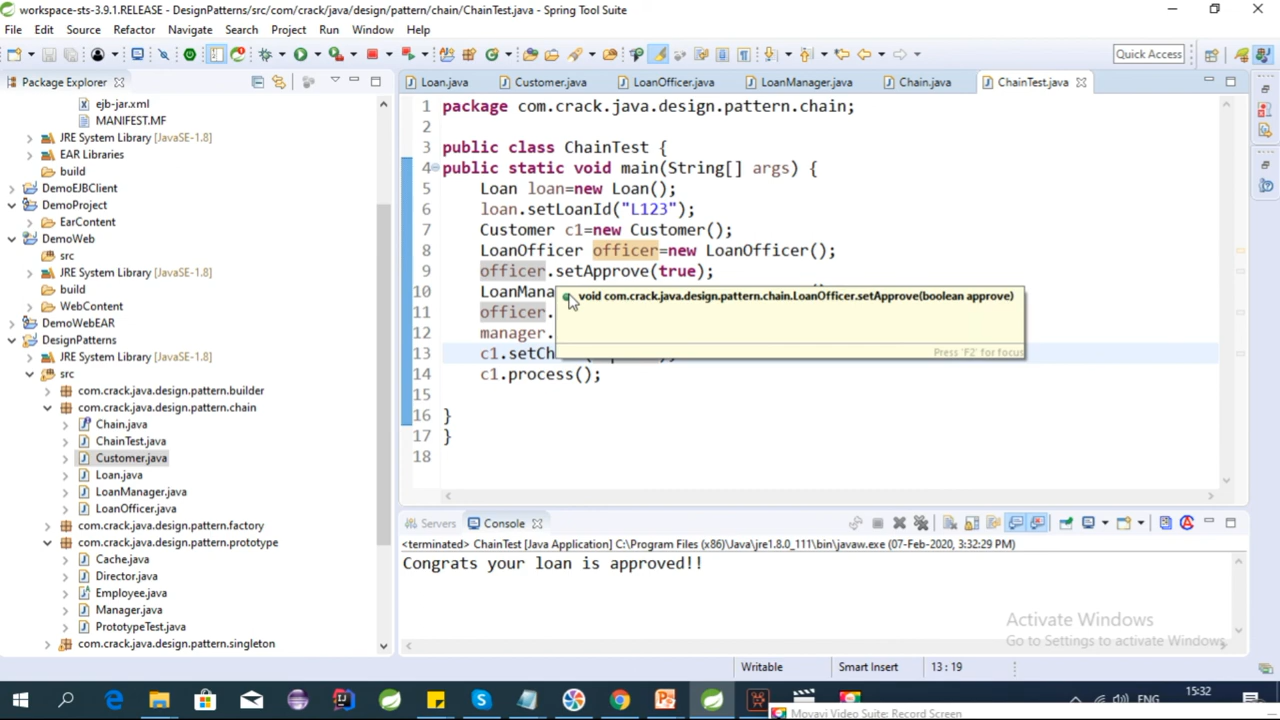 workspace-sts-3.9.1.RELEASE - DesignPatterns/src/com/crack/java/design/pattern/chain/ChainTest.java - Spring Tool Suite
File Edit Source Refactor Navigate Search Project Run Window Help
Quick Access
Package Explorer
ejb-jar.xml
MANIFEST.MF
JRE System Library [JavaSE-1.8]
EAR Libraries
build
DemoEJBClient
DemoProject
EarContent
DemoWeb
src
JRE System Library [JavaSE-1.8]
build
WebContent
DemoWebEAR
DesignPatterns
JRE System Library [JavaSE-1.8]
src
com.crack.java.design.pattern.builder
com.crack.java.design.pattern.chain
Chain.java
ChainTest.java
Customer.java
Loan.java
LoanManager.java
LoanOfficer.java
com.crack.java.design.pattern.factory
com.crack.java.design.pattern.prototype
Cache.java
Director.java
Employee.java
Manager.java
PrototypeTest.java
com.crack.java.design.pattern.singleton
Loan.java Customer.java LoanOfficer.java LoanManager.java Chain.java ChainTest.java
1 package com.crack.java.design.pattern.chain;
2
3 public class ChainTest {
4 public static void main(String[] args) {
5 Loan loan=new Loan();
6 loan.setLoanId("L123");
7 Customer c1=new Customer();
8 LoanOfficer officer=new LoanOfficer();
9 officer.setApprove(true);
10 LoanMana
11 officer.
12 manager.
13 c1.setCh
14 c1.process();
15
16 }
17 }
18
void com.crack.java.design.pattern.chain.LoanOfficer.setApprove(boolean approve)
Press 'F2' for focus
Servers Console
<terminated> ChainTest [Java Application] C:\Program Files (x86)\Java\jre1.8.0_111\bin\javaw.exe (07-Feb-2020, 3:32:29 PM)
Congrats your loan is approved!!
Activate Windows
Go to Settings to activate Windows.
Writable Smart Insert 13 : 19
ENG 15:32
Movavi Video Suite: Record Screen